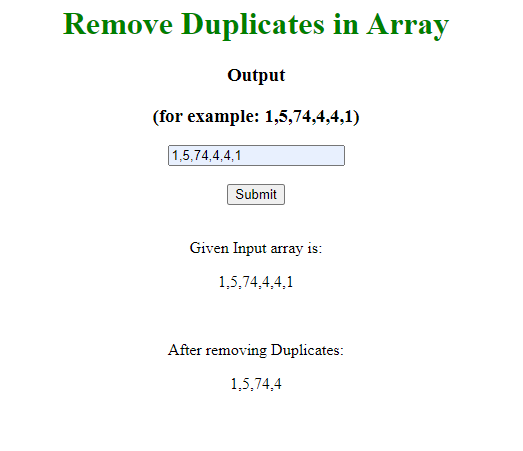 Remove Duplicates in Array
Output
(for example: 1,5,74,4,4,1)
1,5,74,4,4,1
Submit
Given Input array is:
1,5,74,4,4,1
After removing Duplicates:
1,5,74,4